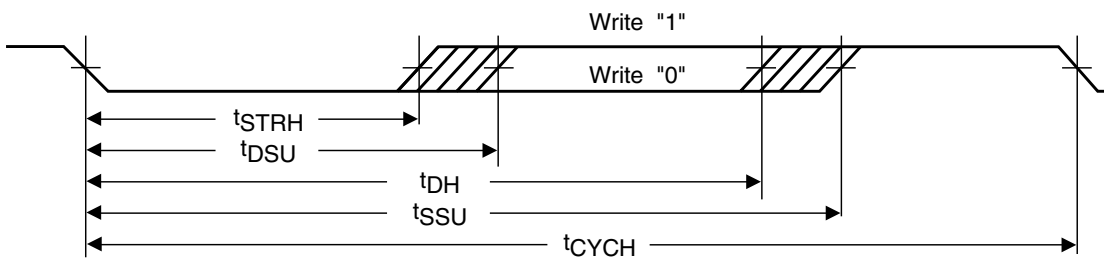 Write "1"
Write "0"
tSTRH
tDSU
tDH
tSSU
tCYCH